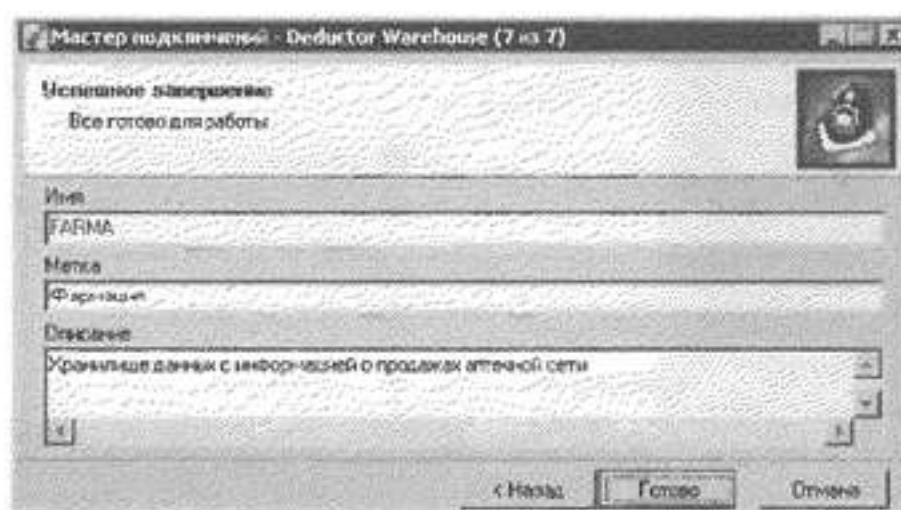 Мастер подключений - Deductor Warehouse (7 из 7)
Успешное завершение
Все готово для работы
Имя
FARMA
Метка
Фармация
Описание
Хранилище данных с информацией о продажах аптечной сети
< Назад
Готово
Отмена